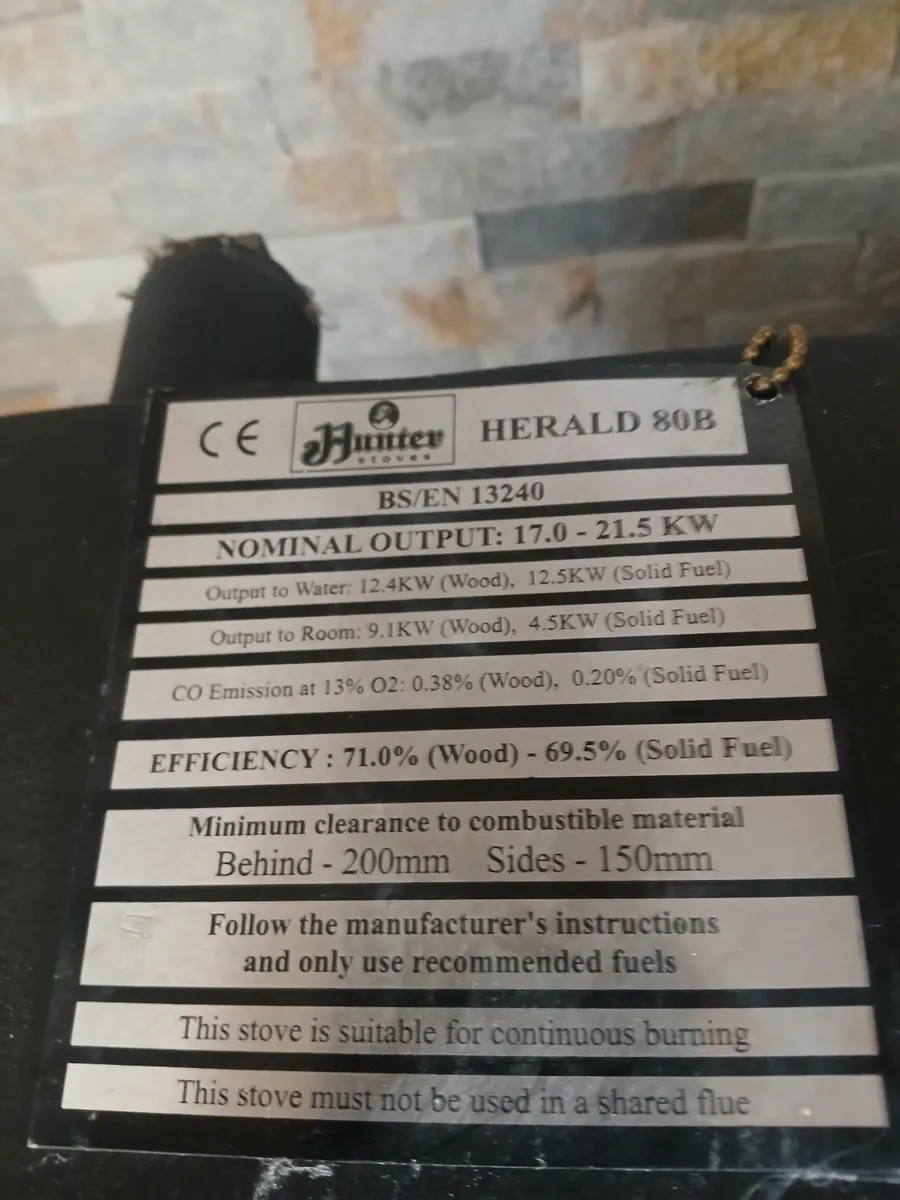 CE Hunter STOVES HERALD 80B
BS/EN 13240
NOMINAL OUTPUT: 17.0 - 21.5 KW
Output to Water: 12.4KW (Wood), 12.5KW (Solid Fuel)
Output to Room: 9.1KW (Wood), 4.5KW (Solid Fuel)
CO Emission at 13% O2: 0.38% (Wood), 0.20% (Solid Fuel)
EFFICIENCY : 71.0% (Wood) - 69.5% (Solid Fuel)
Minimum clearance to combustible material
Behind - 200mm Sides - 150mm
Follow the manufacturer's instructions
and only use recommended fuels
This stove is suitable for continuous burning
This stove must not be used in a shared flue